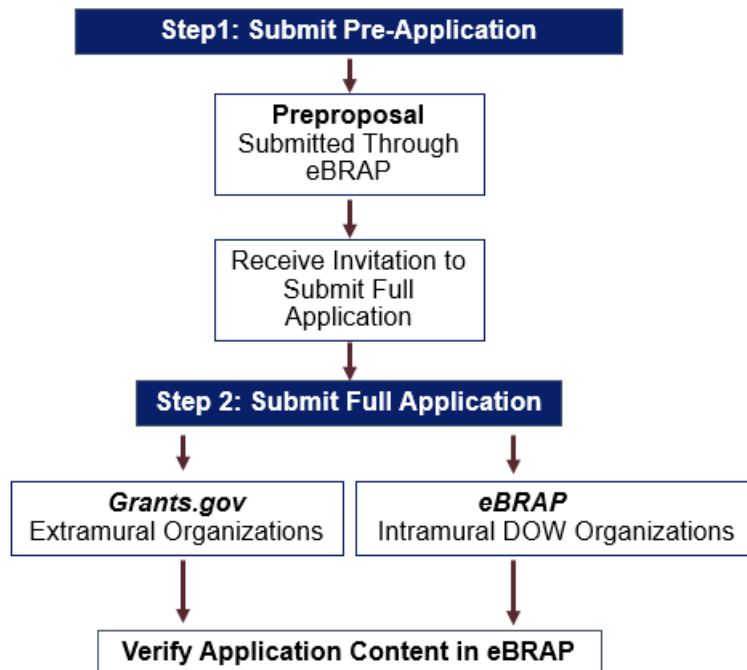 Step1: Submit Pre-Application
Preproposal
Submitted Through
eBRAP
Receive Invitation to
Submit Full
Application
Step 2: Submit Full Application
Grants.gov
Extramural Organizations
eBRAP
Intramural DOW Organizations
Verify Application Content in eBRAP